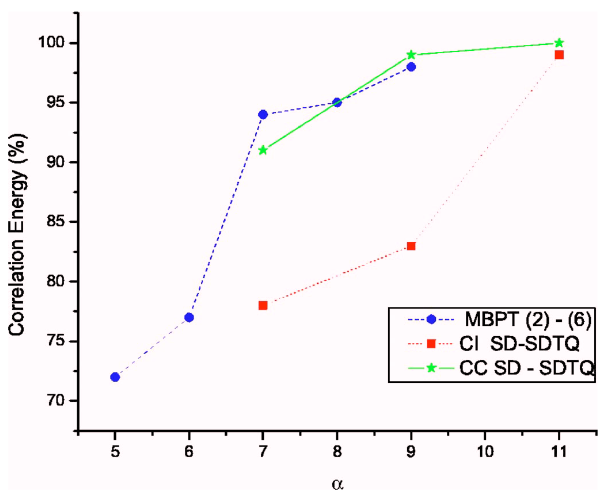 Correlation Energy (%)
100
95
90
85
80
75
70
MBPT (2) - (6)
CI SD-SDTQ
CC SD - SDTQ
5 6 7 8 9 10 11
α